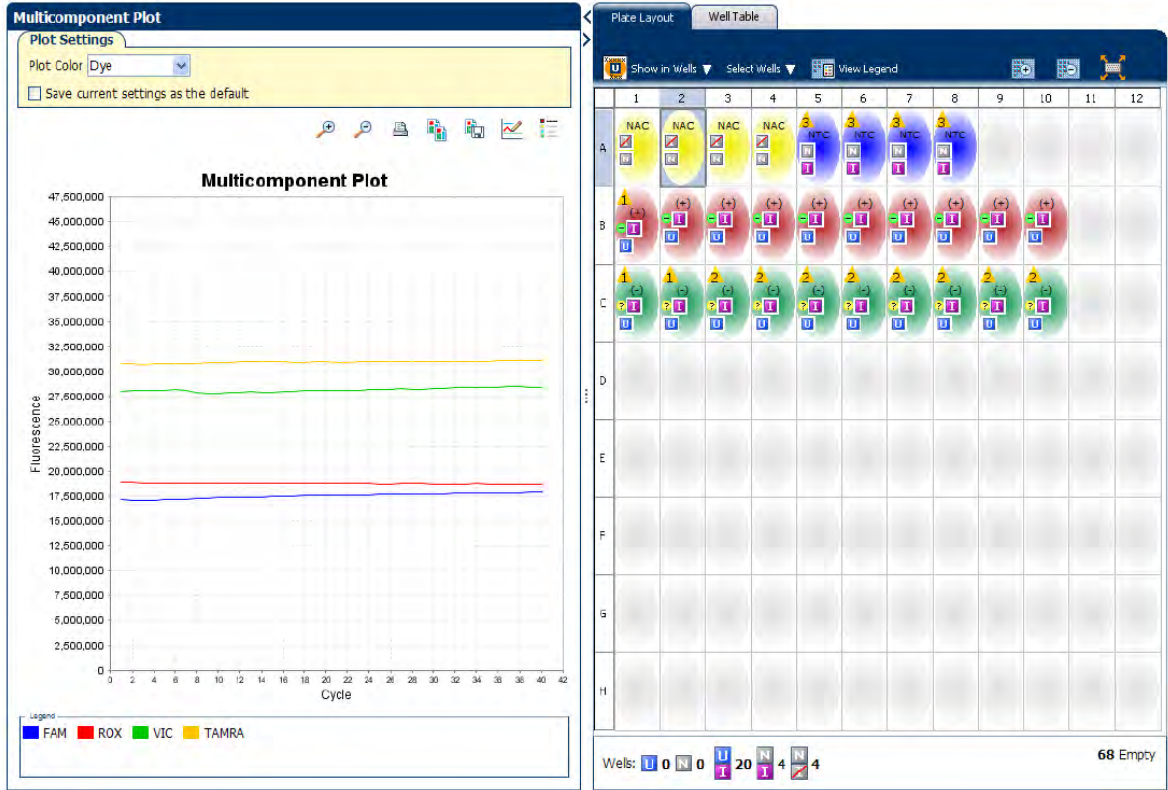 Multicomponent Plot
Plot Settings
Plot Color Dye
Save current settings as the default
Multicomponent Plot
47,500,000
45,000,000
42,500,000
40,000,000
37,500,000
35,000,000
32,500,000
30,000,000
27,500,000
25,000,000
22,500,000
20,000,000
17,500,000
15,000,000
12,500,000
10,000,000
7,500,000
5,000,000
2,500,000
0
Fluorescence
0 2 4 6 8 10 12 14 16 18 20 22 24 26 28 30 32 34 36 38 40 42
Cycle
Legend
FAM ROX VIC TAMRA
Plate Layout Well Table
U Show in Wells Select Wells View Legend
1 2 3 4 5 6 7 8 9 10 11 12
A
NAC NAC NAC NAC 3 NTC 3 NTC 3 NTC 3 NTC
N N N N N N N N
I I I I
B
1 (+) (+) (+) (+) (+) (+) (+) (+) (+) (+)
- I - I - I - I - I - I - I - I - I - I
U U U U U U U U U U
C
1 (-) 1 (-) 2 (-) 2 (-) 2 (-) 2 (-) 2 (-) 2 (-) 2 (-) 2 (-)
? I ? I ? I ? I ? I ? I ? I ? I ? I ? I
U U U U U U U U U U
D
E
F
G
H
Wells: U 0 N 0 U I 20 N I 4 N 4 68 Empty